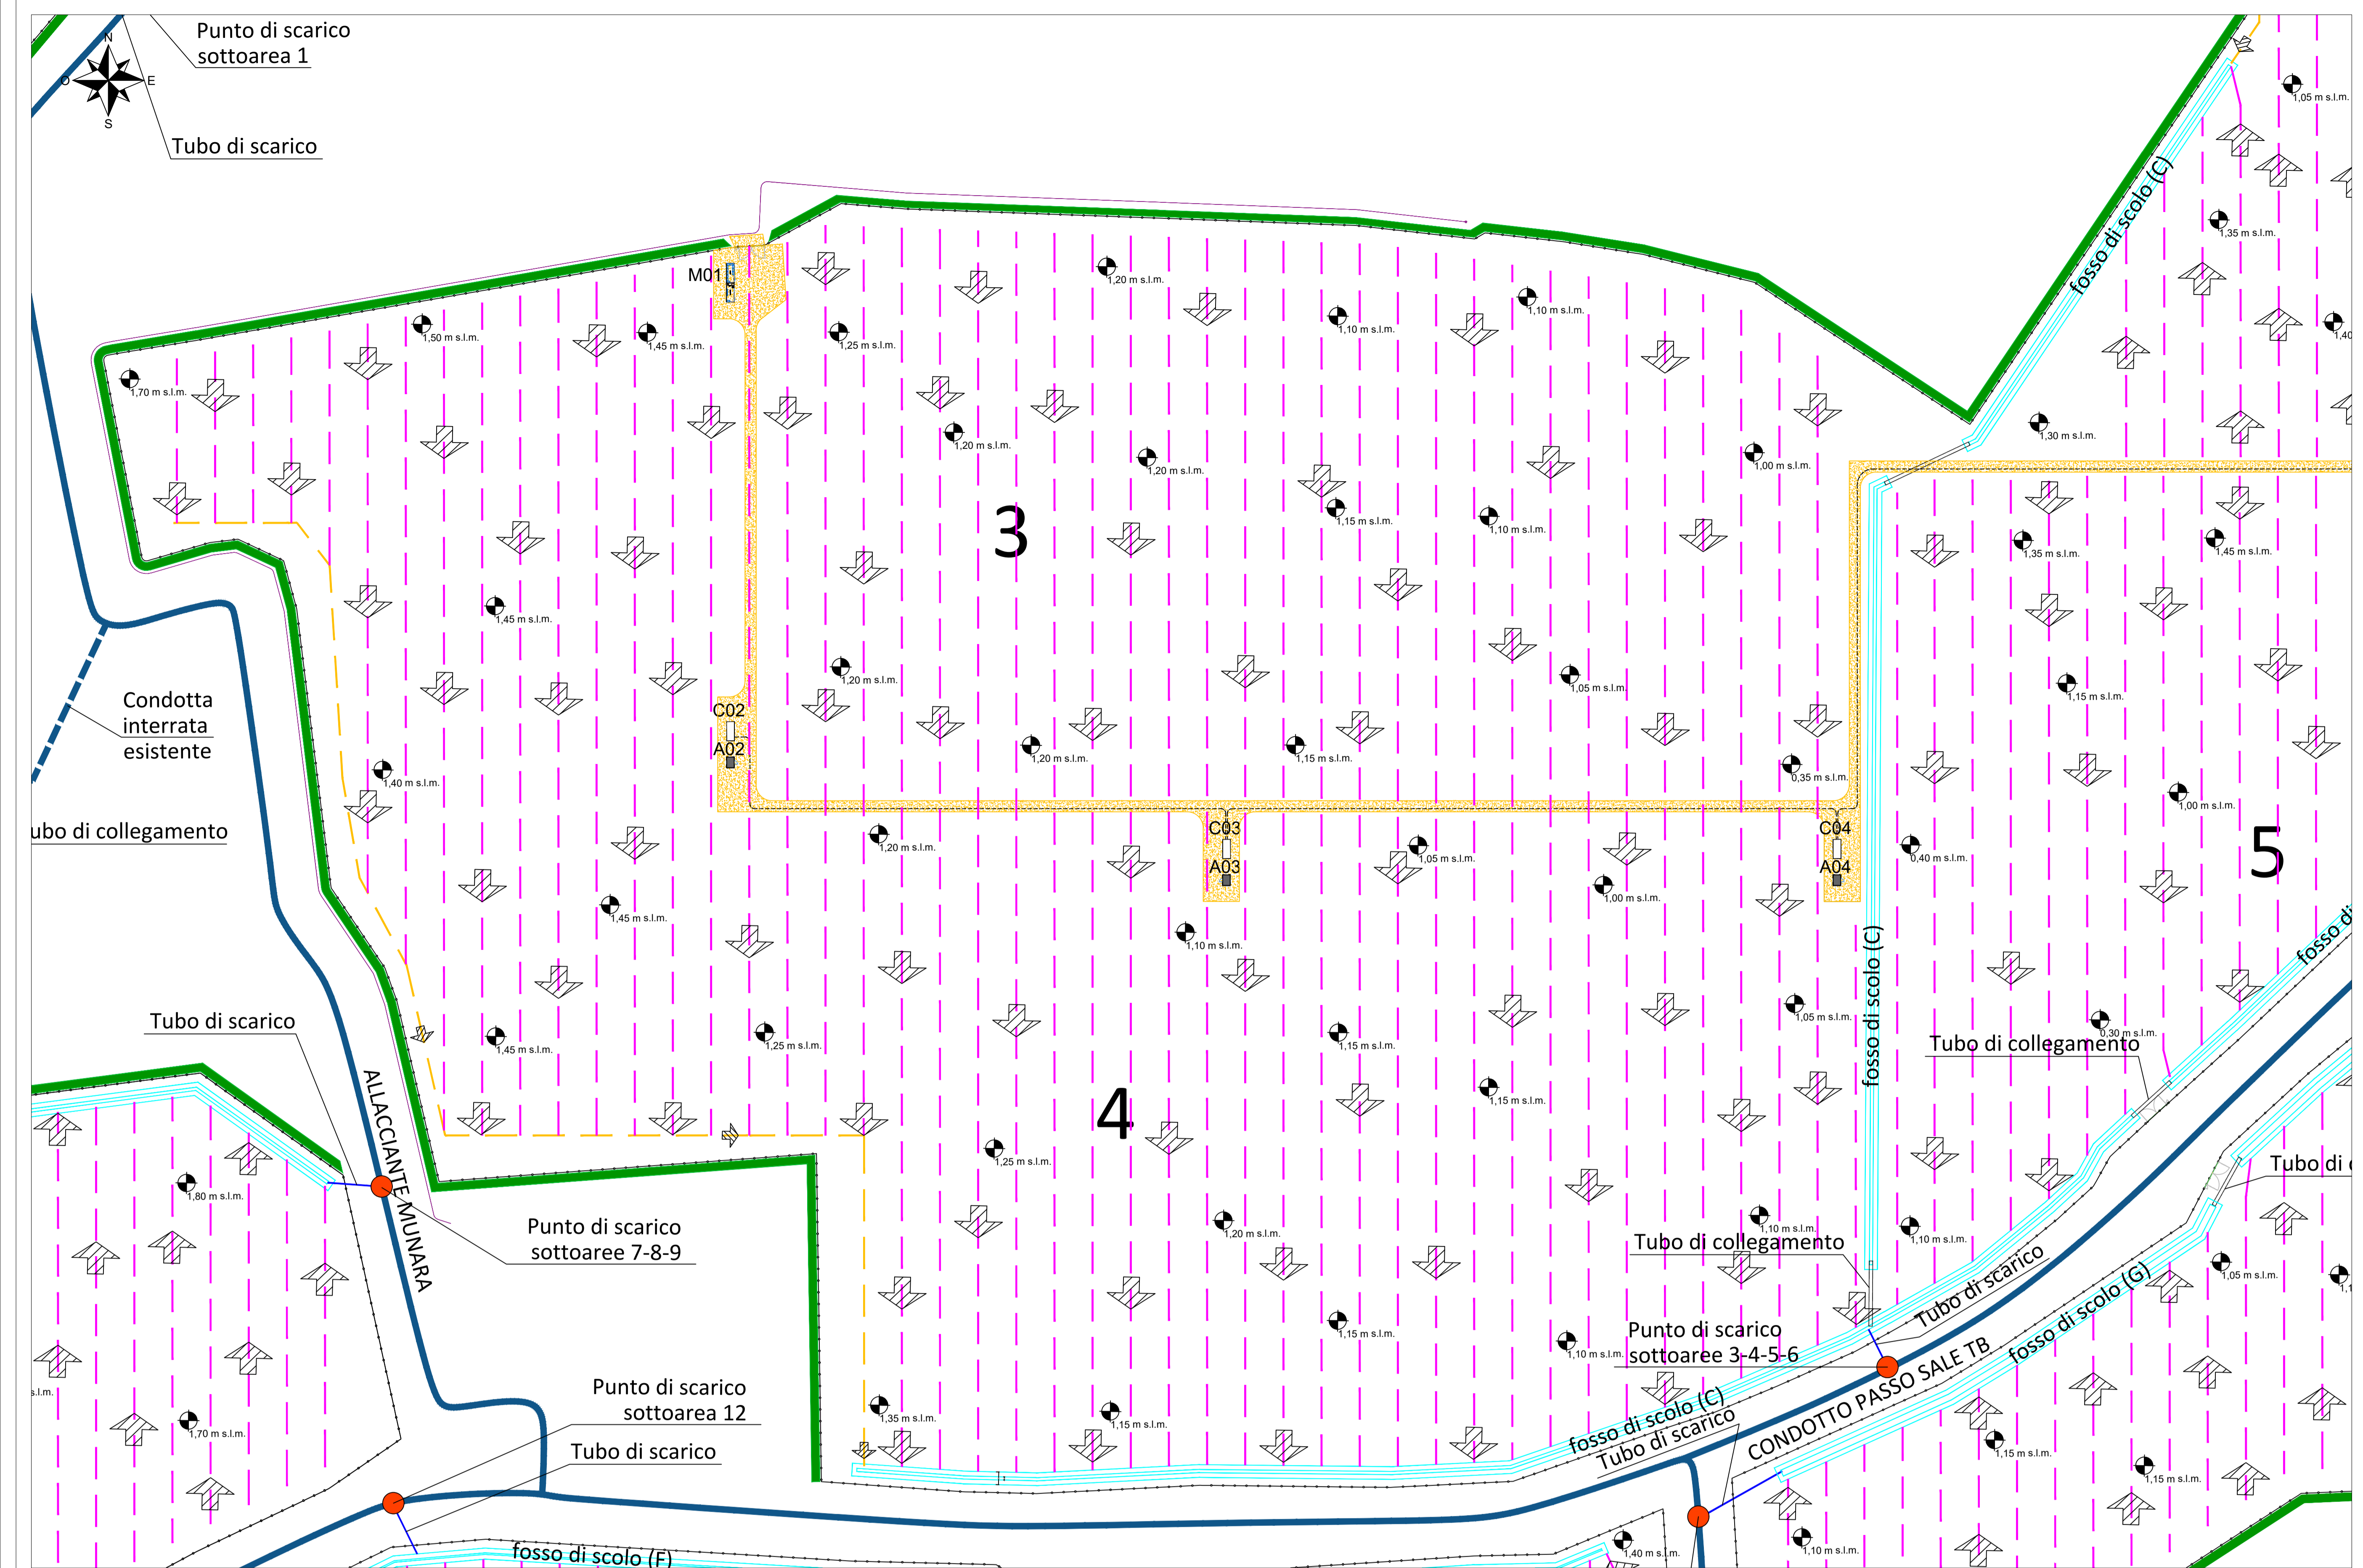 Punto di scarico
sottoarea 1
N
O
E
S
Tubo di scarico
1,05 m s.l.m.
fosso di scolo (C)
1,35 m s.l.m.
M01
1,20 m s.l.m.
1,10 m s.l.m.
1,10 m s.l.m.
1,50 m s.l.m.
1,45 m s.l.m.
1,25 m s.l.m.
1,40
1,70 m s.l.m.
1,20 m s.l.m.
1,20 m s.l.m.
1,00 m s.l.m.
1,30 m s.l.m.
3
1,15 m s.l.m.
1,10 m s.l.m.
1,35 m s.l.m.
1,45 m s.l.m.
1,45 m s.l.m.
1,20 m s.l.m.
1,05 m s.l.m.
1,15 m s.l.m.
Condotta
interrata
esistente
C02
A02
1,20 m s.l.m.
1,15 m s.l.m.
0,35 m s.l.m.
1,40 m s.l.m.
1,00 m s.l.m.
ubo di collegamento
1,20 m s.l.m.
C03
A03
1,05 m s.l.m.
C04
A04
0,40 m s.l.m.
5
1,45 m s.l.m.
1,00 m s.l.m.
1,10 m s.l.m.
fosso di
fosso di scolo (C)
Tubo di scarico
1,45 m s.l.m.
1,25 m s.l.m.
1,15 m s.l.m.
1,05 m s.l.m.
0,30 m s.l.m.
Tubo di collegamento
ALLACCIANTE MUNARA
4
1,15 m s.l.m.
1,25 m s.l.m.
1,80 m s.l.m.
Tubo di
Punto di scarico
sottoaree 7-8-9
1,20 m s.l.m.
1,10 m s.l.m.
1,10 m s.l.m.
Tubo di collegamento
1,05 m s.l.m.
1,1
Tubo di scarico
fosso di scolo (G)
1,15 m s.l.m.
1,10 m s.l.m.
Punto di scarico
sottoaree 3-4-5-6
CONDOTTO PASSO SALE TB
s.l.m.
1,70 m s.l.m.
Punto di scarico
sottoarea 12
Tubo di scarico
1,35 m s.l.m.
1,15 m s.l.m.
fosso di scolo (C)
Tubo di scarico
1,15 m s.l.m.
1,15 m s.l.m.
1,40 m s.l.m.
1,10 m s.l.m.
fosso di scolo (F)